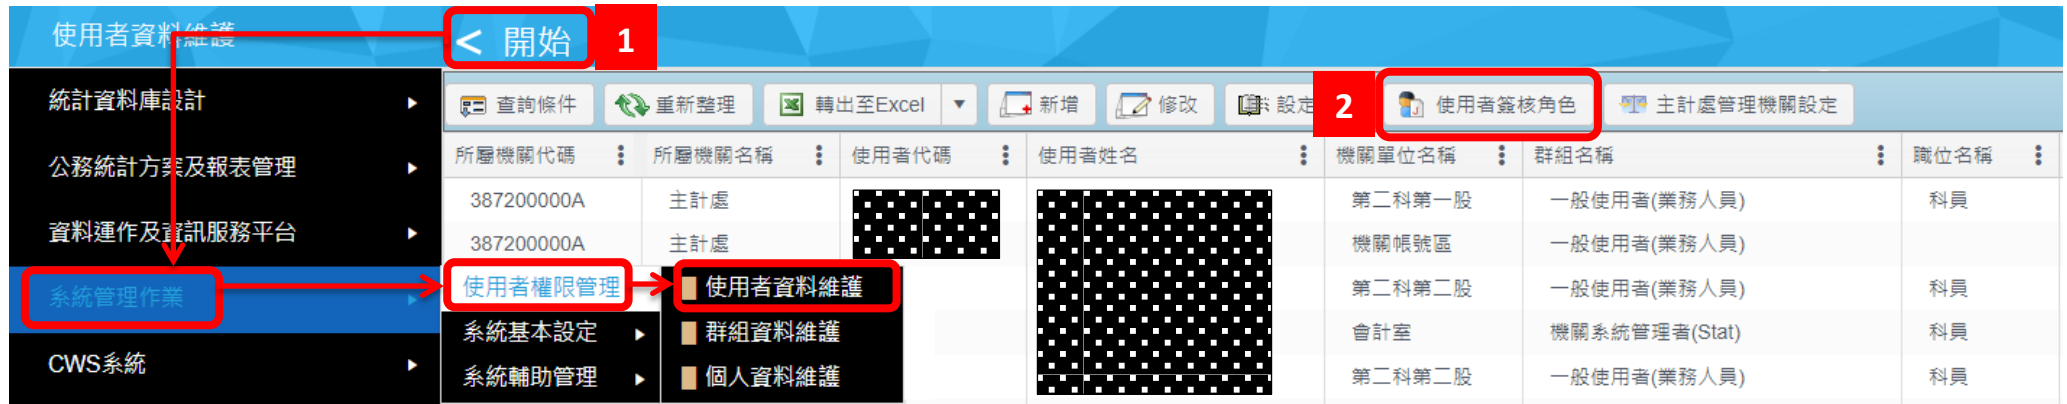 使用者資料維護
< 開始
1
統計資料庫設計
公務統計方案及報表管理
資料運作及資訊服務平台
系統管理作業
CWS系統
查詢條件 重新整理 轉出至Excel 新增 修改 設定 2 使用者簽核角色 主計處管理機關設定
所屬機關代碼 所屬機關名稱 使用者代碼 使用者姓名 機關單位名稱 群組名稱 職位名稱
387200000A 主計處 第二科第一股 一般使用者(業務人員) 科員
387200000A 主計處 機關帳號區 一般使用者(業務人員)
使用者權限管理 使用者資料維護 第二科第二股 一般使用者(業務人員) 科員
系統基本設定 群組資料維護 會計室 機關系統管理者(Stat) 科員
系統輔助管理 個人資料維護 第二科第二股 一般使用者(業務人員) 科員